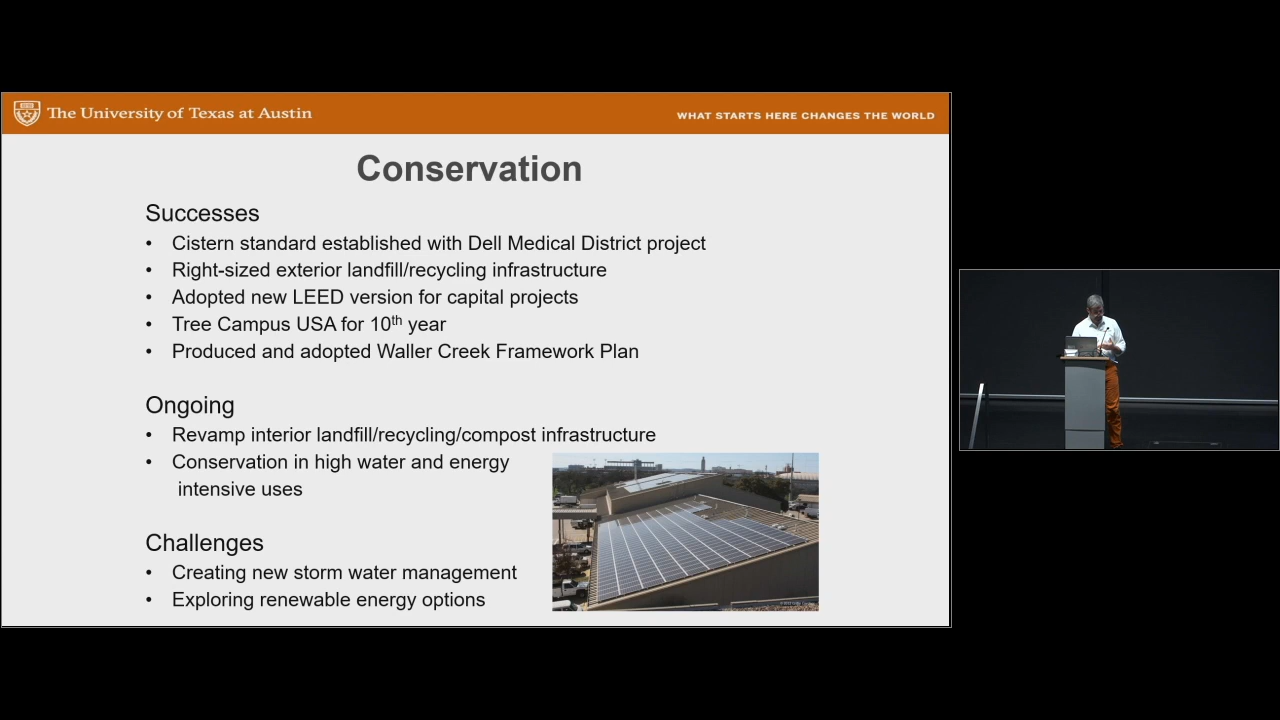 The University of Texas at Austin
WHAT STARTS HERE CHANGES THE WORLD
Conservation
Successes
• Cistern standard established with Dell Medical District project
• Right-sized exterior landfill/recycling infrastructure
• Adopted new LEED version for capital projects
• Tree Campus USA for 10th year
• Produced and adopted Waller Creek Framework Plan
Ongoing
• Revamp interior landfill/recycling/compost infrastructure
• Conservation in high water and energy
intensive uses
Challenges
• Creating new storm water management
• Exploring renewable energy options